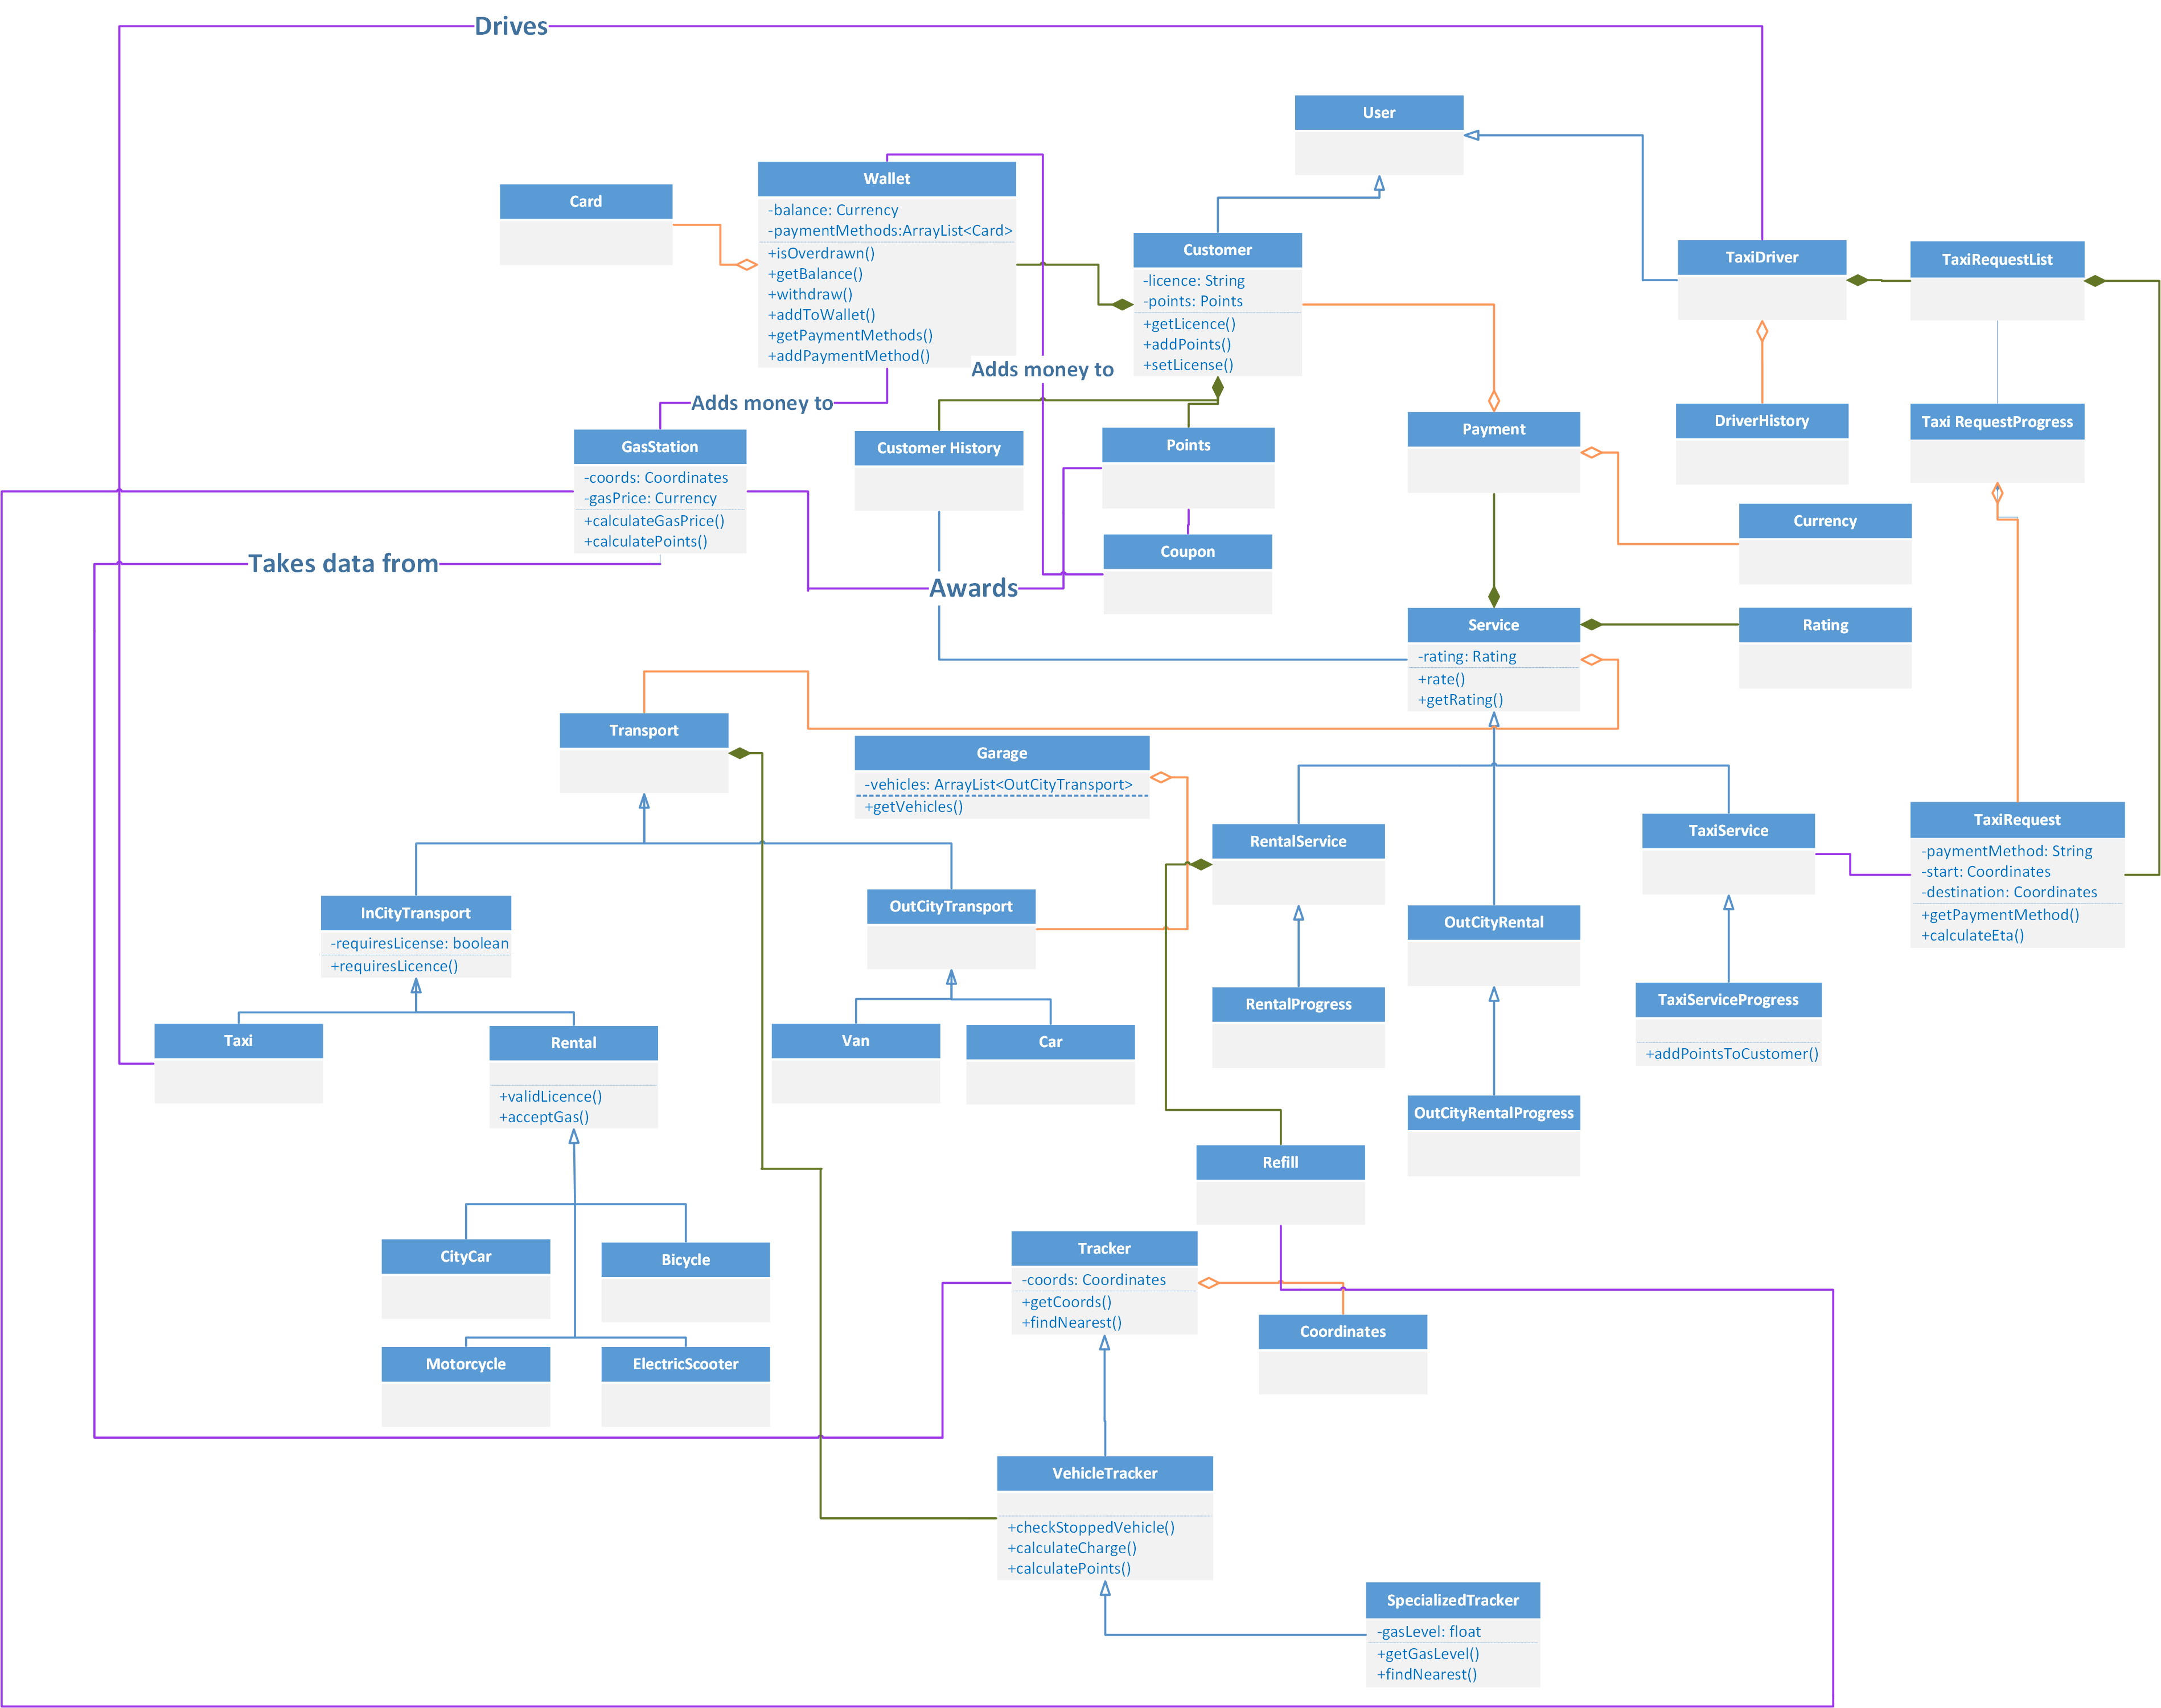 Drives
User
Wallet
-balance: Currency
-paymentMethods:ArrayList<Card>
+isOverdrawn()
+getBalance()
+withdraw()
+addToWallet()
+getPaymentMethods()
+addPaymentMethod()
Card
Customer
-licence: String
-points: Points
+getLicence()
+addPoints()
+setLicense()
TaxiDriver
TaxiRequestList
Adds money to
Adds money to
GasStation
-coords: Coordinates
-gasPrice: Currency
+calculateGasPrice()
+calculatePoints()
Customer History
Points
Payment
DriverHistory
Taxi RequestProgress
Currency
Coupon
Takes data from
Awards
Service
-rating: Rating
+rate()
+getRating()
Rating
Transport
Garage
-vehicles: ArrayList<OutCityTransport>
+getVehicles()
RentalService
TaxiService
TaxiRequest
-paymentMethod: String
-start: Coordinates
-destination: Coordinates
+getPaymentMethod()
+calculateEta()
InCityTransport
-requiresLicense: boolean
+requiresLicence()
OutCityTransport
OutCityRental
RentalProgress
TaxiServiceProgress
+addPointsToCustomer()
Taxi
Rental
+validLicence()
+acceptGas()
Van
Car
OutCityRentalProgress
Refill
CityCar
Bicycle
Tracker
-coords: Coordinates
+getCoords()
+findNearest()
Coordinates
Motorcycle
ElectricScooter
VehicleTracker
+checkStoppedVehicle()
+calculateCharge()
+calculatePoints()
SpecializedTracker
-gasLevel: float
+getGasLevel()
+findNearest()